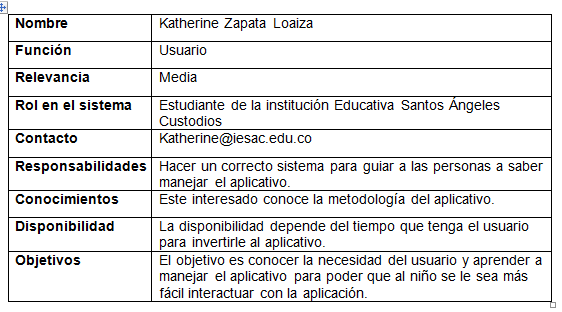 Nombre Katherine Zapata Loaiza
Función Usuario
Relevancia Media
Rol en el sistema Estudiante de la institución Educativa Santos Ángeles
Custodios
Contacto Katherine@iesac.edu.co
Responsabilidades Hacer un correcto sistema para guiar a las personas a saber
manejar el aplicativo.
Conocimientos Este interesado conoce la metodología del aplicativo.
Disponibilidad La disponibilidad depende del tiempo que tenga el usuario
para invertirle al aplicativo.
Objetivos El objetivo es conocer la necesidad del usuario y aprender a
manejar el aplicativo para poder que al niño se le sea más
fácil interactuar con la aplicación.